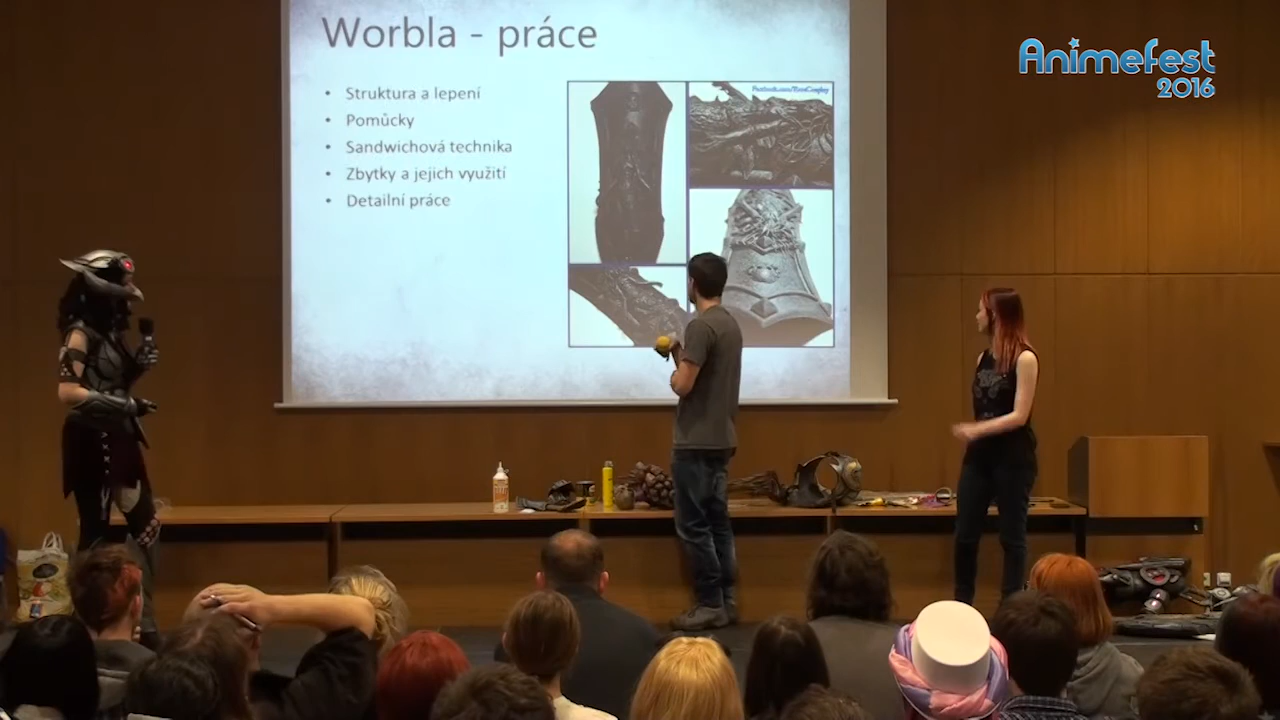 Worbla - práce
• Struktura a lepení
• Pomůcky
• Sandwichová technika
• Zbytky a jejich využití
• Detailní práce
AnimeFest
2016